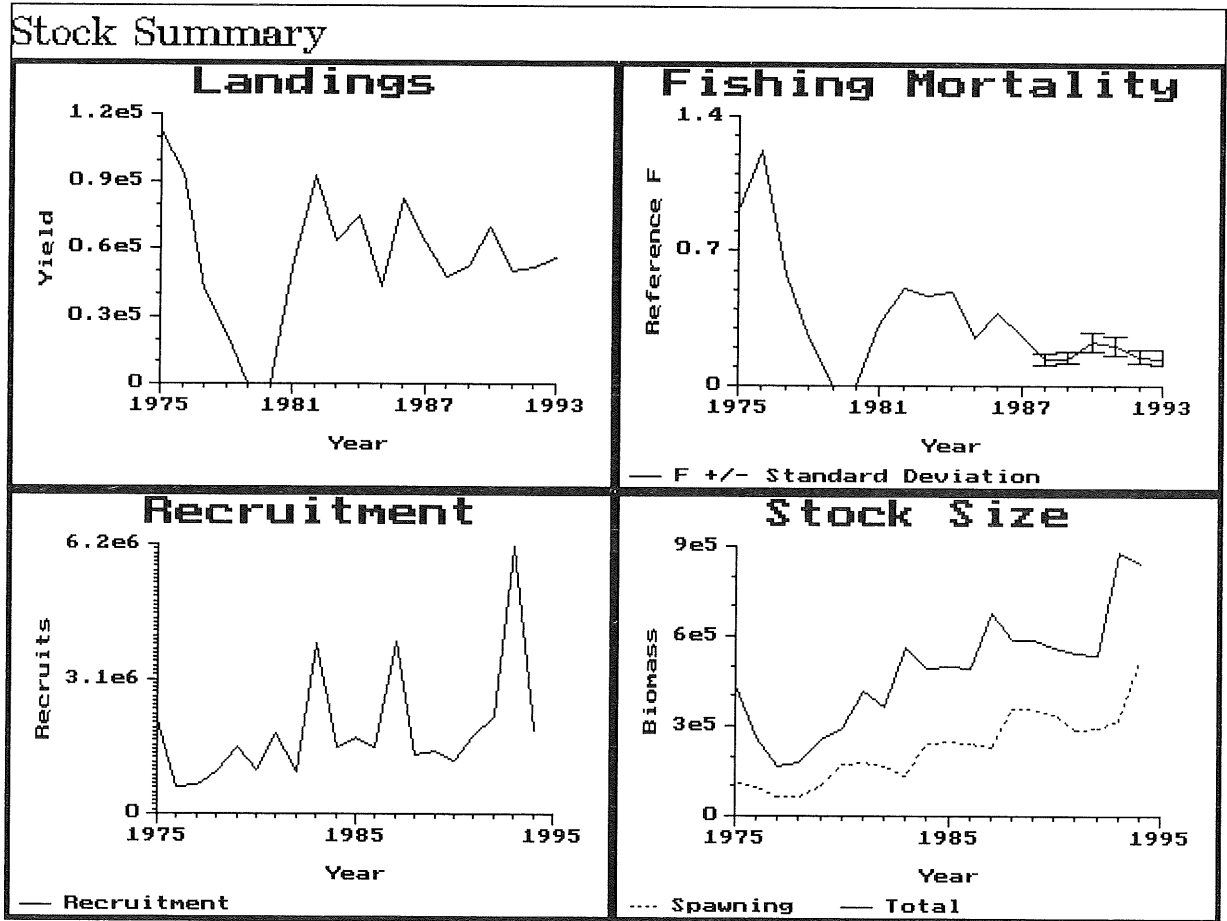 Stock Summary
Landings
1.2e5
0.9e5
0.6e5
0.3e5
0
Yield
1975 1981 1987 1993
Year
Fishing Mortality
1.4
0.7
0
Reference F
1975 1981 1987 1993
Year
F +/- Standard Deviation
Recruitment
6.2e6
3.1e6
0
Recruits
1975 1985 1995
Year
Recruitment
Stock Size
9e5
6e5
3e5
0
Biomass
1975 1985 1995
Year
Spawning Total